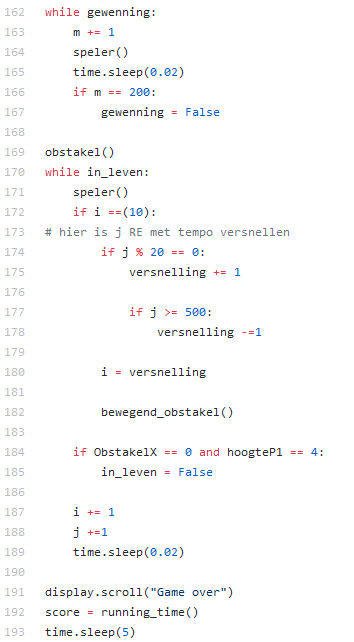 162 while gewenning:
163     m += 1
164     speler()
165     time.sleep(0.02)
166     if m == 200:
167         gewenning = False
168
169 obstakel()
170 while in_leven:
171     speler()
172     if i ==(10):
173 # hier is j RE met tempo versnellen
174         if j % 20 == 0:
175             versnelling += 1
176
177             if j >= 500:
178                 versnelling -=1
179
180         i = versnelling
181
182         bewegend_obstakel()
183
184     if ObstakelX == 0 and hoogteP1 == 4:
185         in_leven = False
186
187     i += 1
188     j +=1
189     time.sleep(0.02)
190
191 display.scroll("Game over")
192 score = running_time()
193 time.sleep(5)